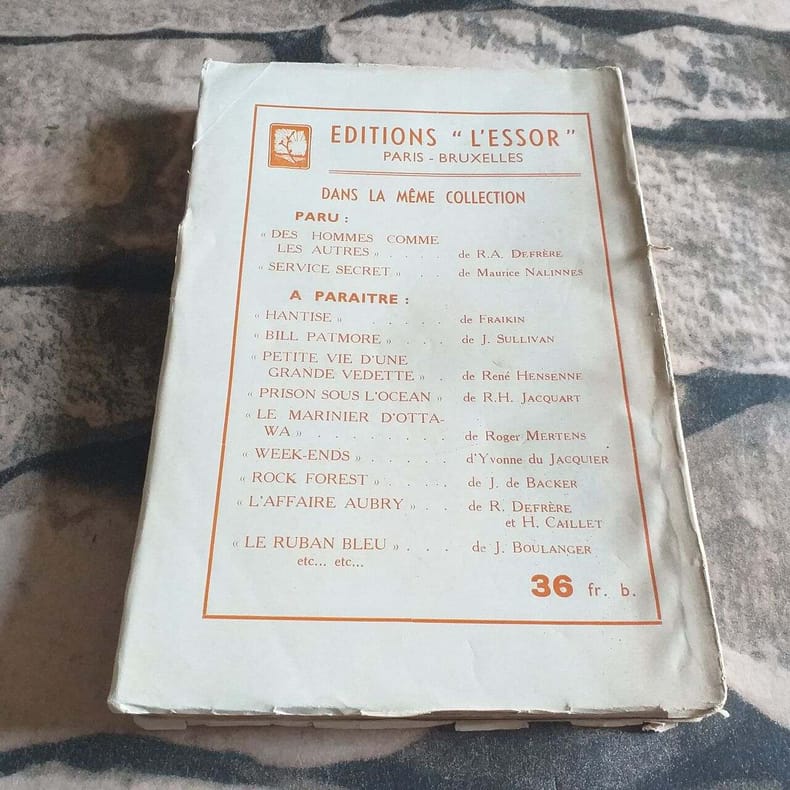 EDITIONS "L'ESSOR"
PARIS - BRUXELLES
DANS LA MÊME COLLECTION
PARU :
« DES HOMMES COMME
LES AUTRES » . . . . de R.A. DEFRÈRE
« SERVICE SECRET » . . . de Maurice NALINNES
A PARAITRE :
« HANTISE » . . . . . . de FRAIKIN
« BILL PATMORE » . . . de J. SULLIVAN
« PETITE VIE D'UNE
GRANDE VEDETTE » . de René HENSENNE
« PRISON SOUS L'OCEAN » de R.H. JACQUART
« LE MARINIER D'OTTA-
WA » . . . . . . . . de Roger MERTENS
« WEEK-ENDS » . . . . . d'Yvonne du JACQUIER
« ROCK FOREST » . . . . de J. de BACKER
« L'AFFAIRE AUBRY » . . de R. DEFRÈRE
et H. CAILLET
« LE RUBAN BLEU » . . . de J. BOULANGER
etc... etc...
36 fr. b.